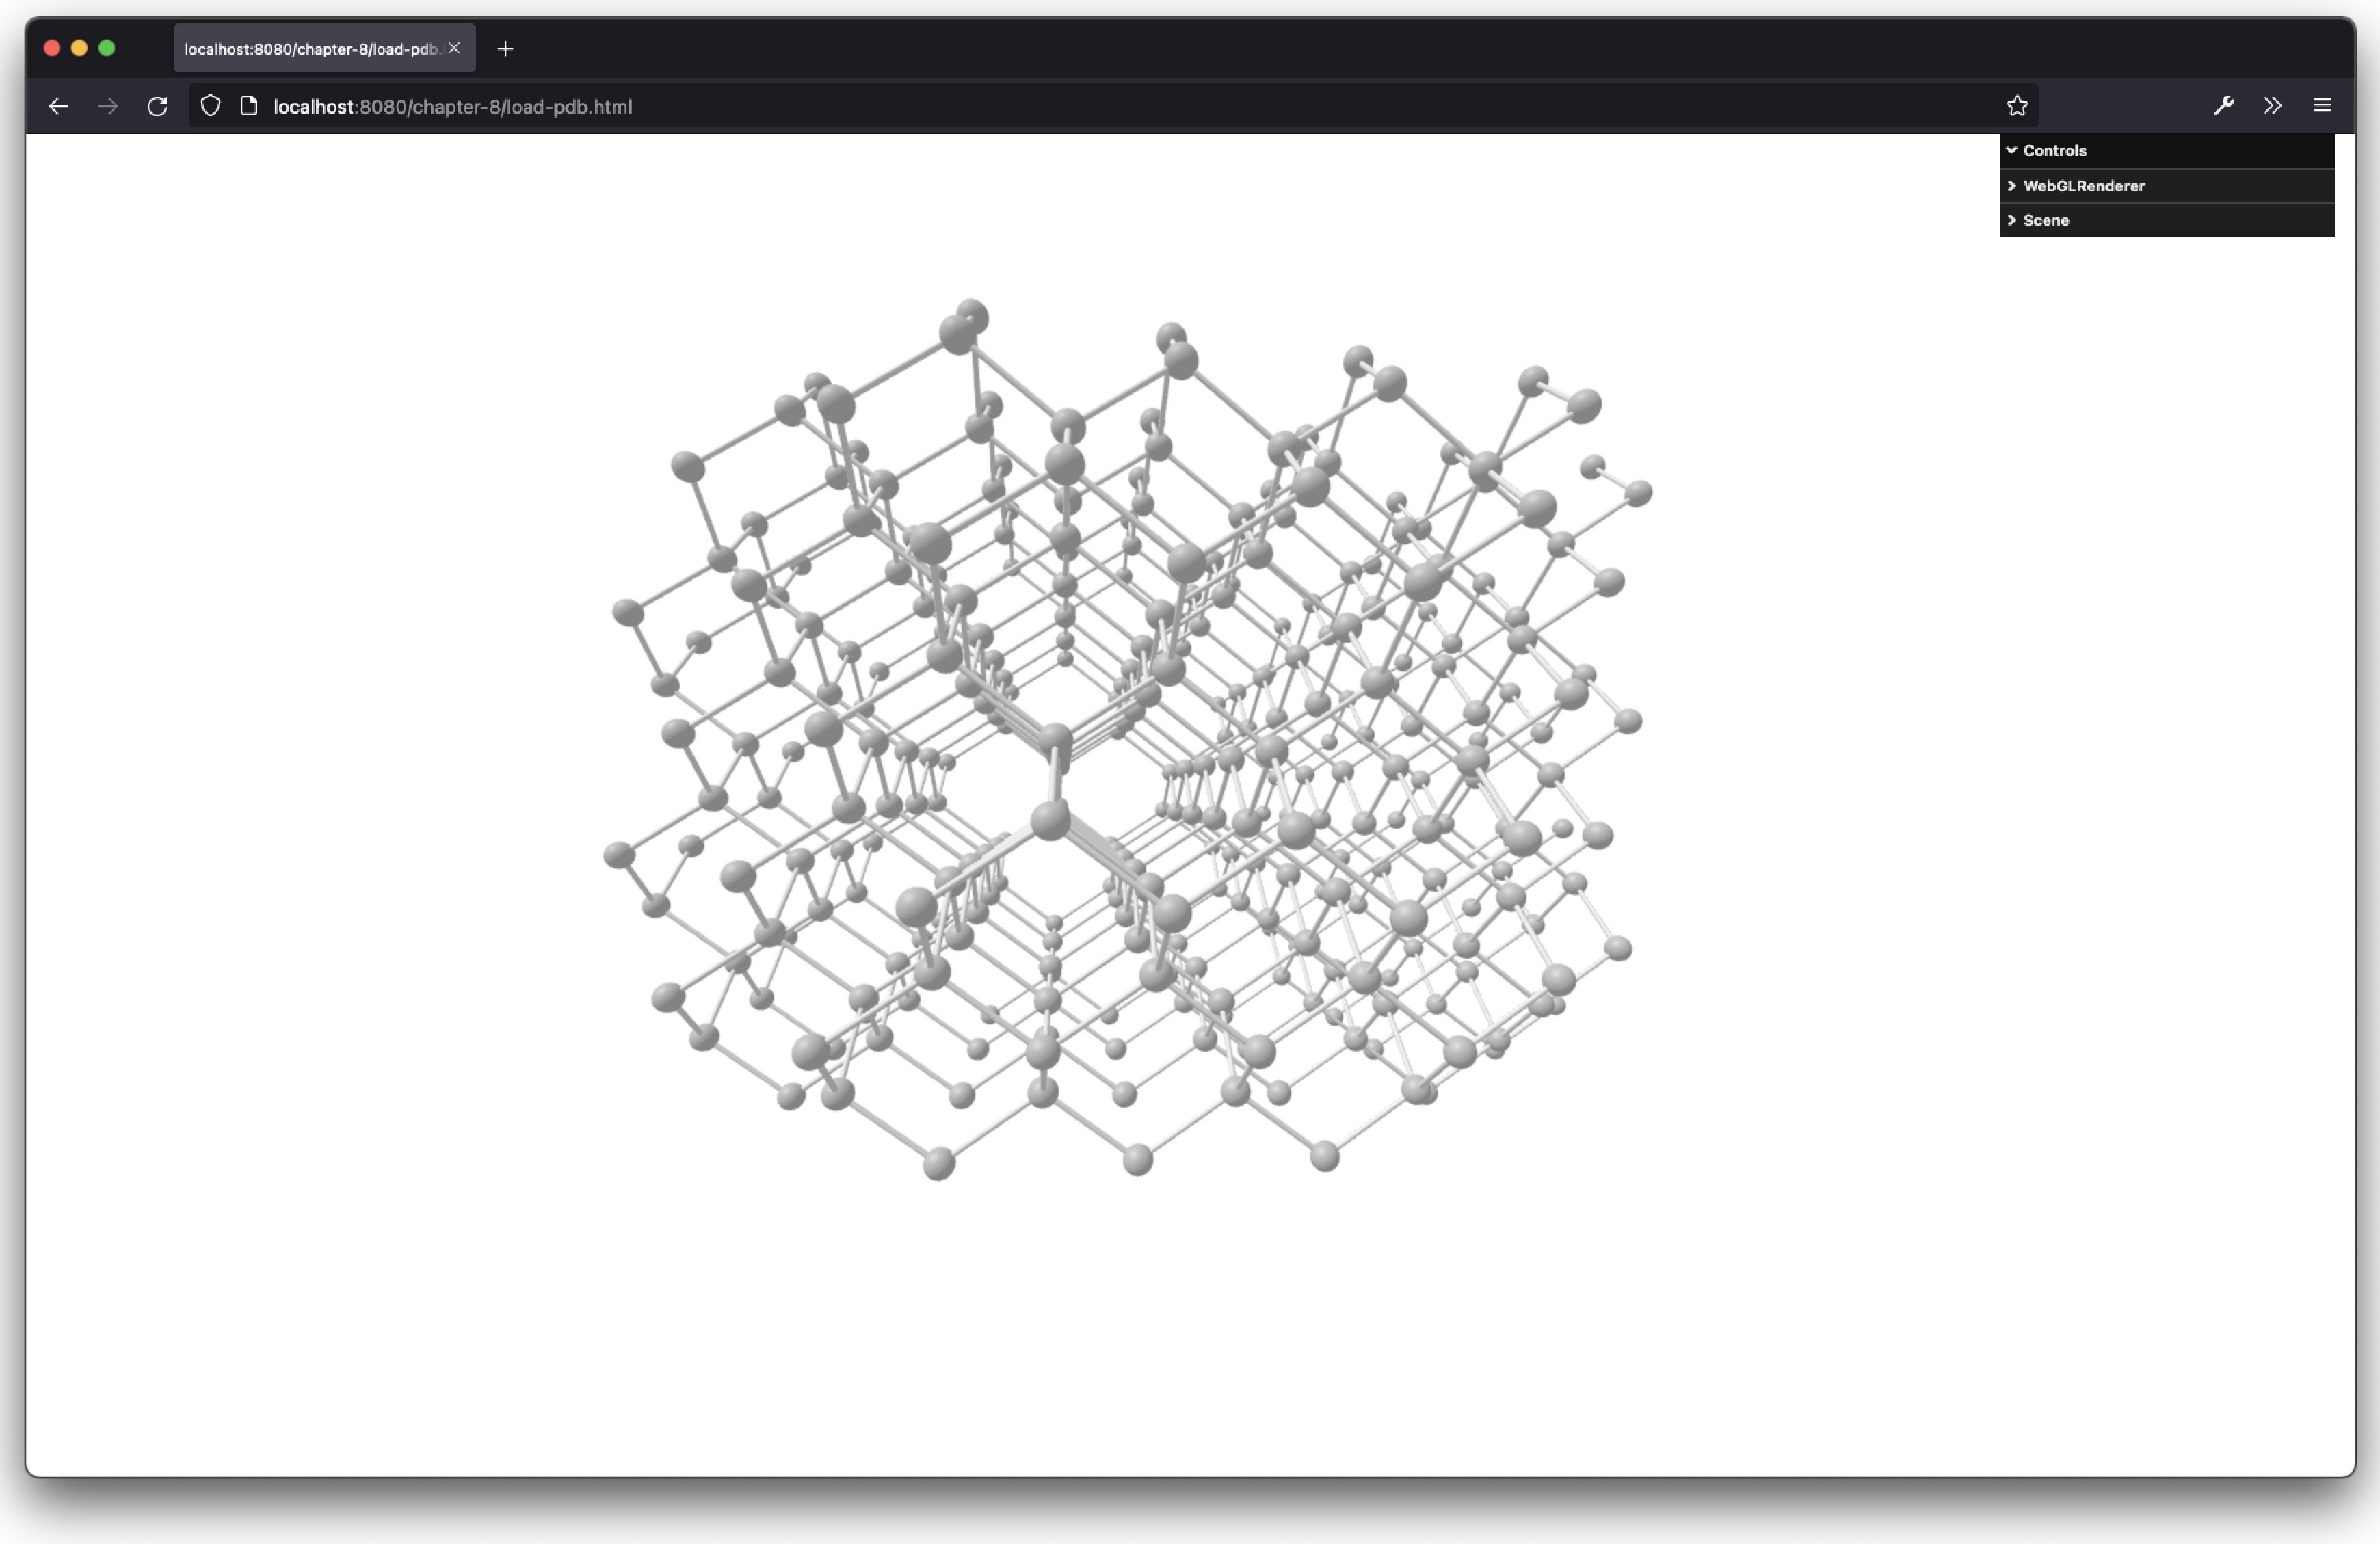 localhost:8080/chapter-8/load-pdb.
localhost:8080/chapter-8/load-pdb.html
Controls
WebGLRenderer
Scene